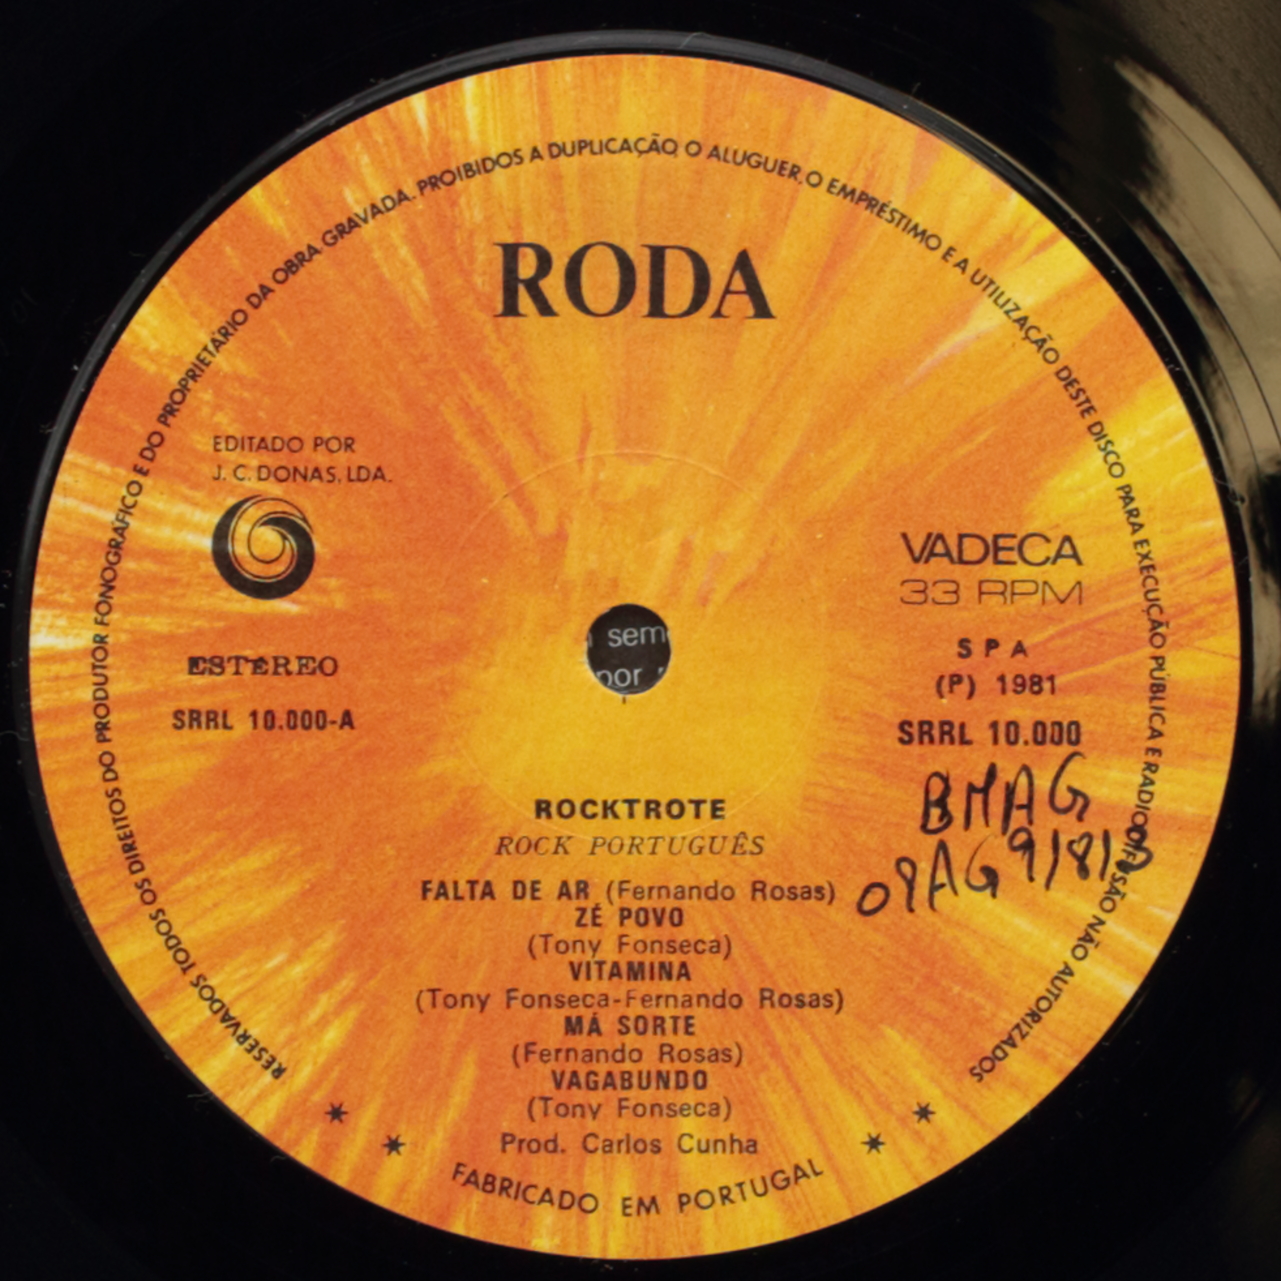 RESERVADOS TODOS OS DIREITOS DO PRODUTOR FONOGRÁFICO E DO PROPRIETÁRIO DA OBRA GRAVADA. PROIBIDOS A DUPLICAÇÃO, O ALUGUER, O EMPRÉSTIMO E A UTILIZAÇÃO DESTE DISCO PARA EXECUÇÃO PÚBLICA E RADIODIFUSÃO NÃO AUTORIZADOS
RODA
EDITADO POR
J. C. DONAS, LDA.
ESTÉREO
SRRL 10.000-A
VADECA
33 RPM
SPA
(P) 1981
SRRL 10.000
BMAG
sem
por
ROCKTROTE
ROCK PORTUGUÊS
FALTA DE AR (Fernando Rosas)
ZÉ POVO
(Tony Fonseca)
VITAMINA
(Tony Fonseca-Fernando Rosas)
MÁ SORTE
(Fernando Rosas)
VAGABUNDO
(Tony Fonseca)
Prod. Carlos Cunha
FABRICADO EM PORTUGAL